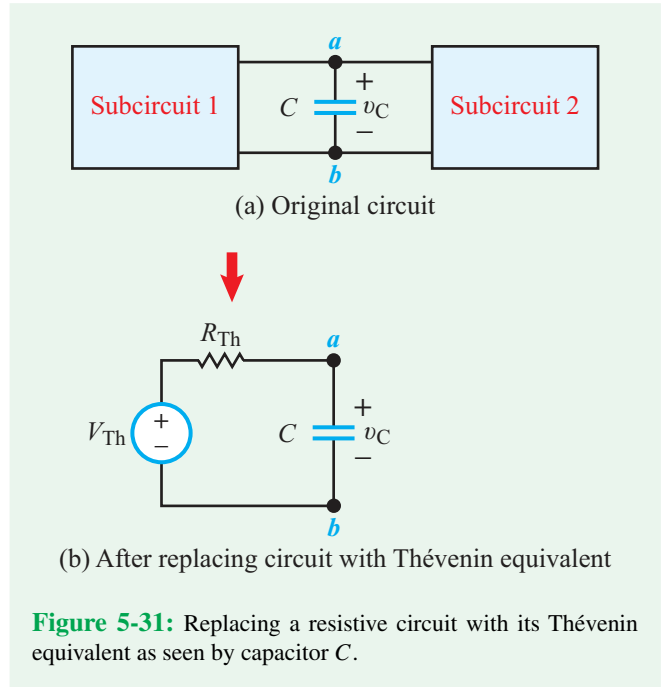 a
Subcircuit 1
C
+
υC
−
Subcircuit 2
b
(a) Original circuit
RTh
a
VTh
+
−
C
+
υC
−
b
(b) After replacing circuit with Thévenin equivalent
Figure 5-31: Replacing a resistive circuit with its Thévenin
equivalent as seen by capacitor C.